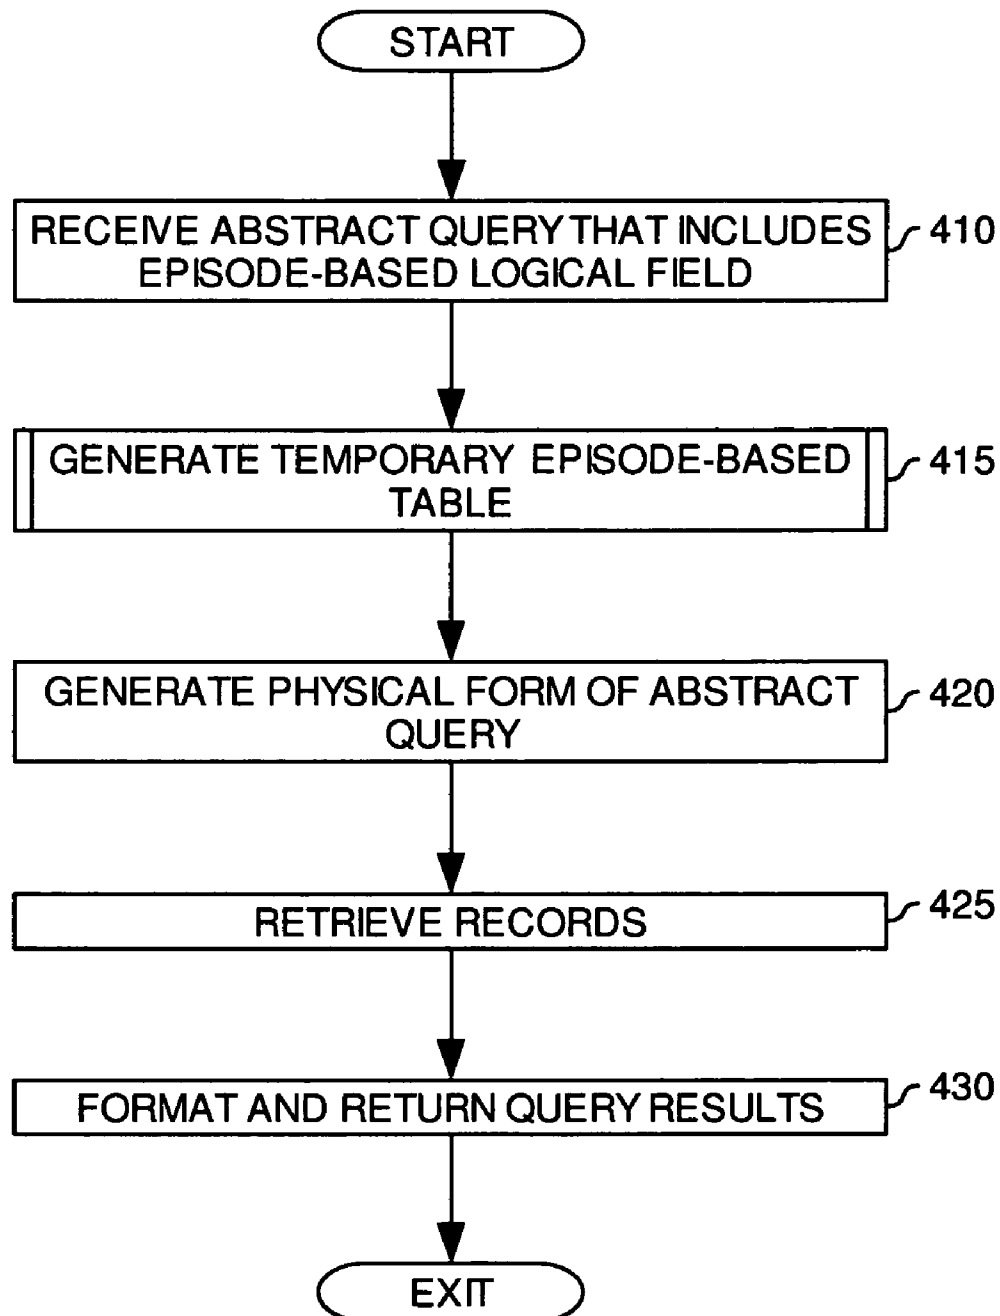 START
RECEIVE ABSTRACT QUERY THAT INCLUDES
EPISODE-BASED LOGICAL FIELD
410
GENERATE TEMPORARY EPISODE-BASED
TABLE
415
GENERATE PHYSICAL FORM OF ABSTRACT
QUERY
420
RETRIEVE RECORDS
425
FORMAT AND RETURN QUERY RESULTS
430
EXIT